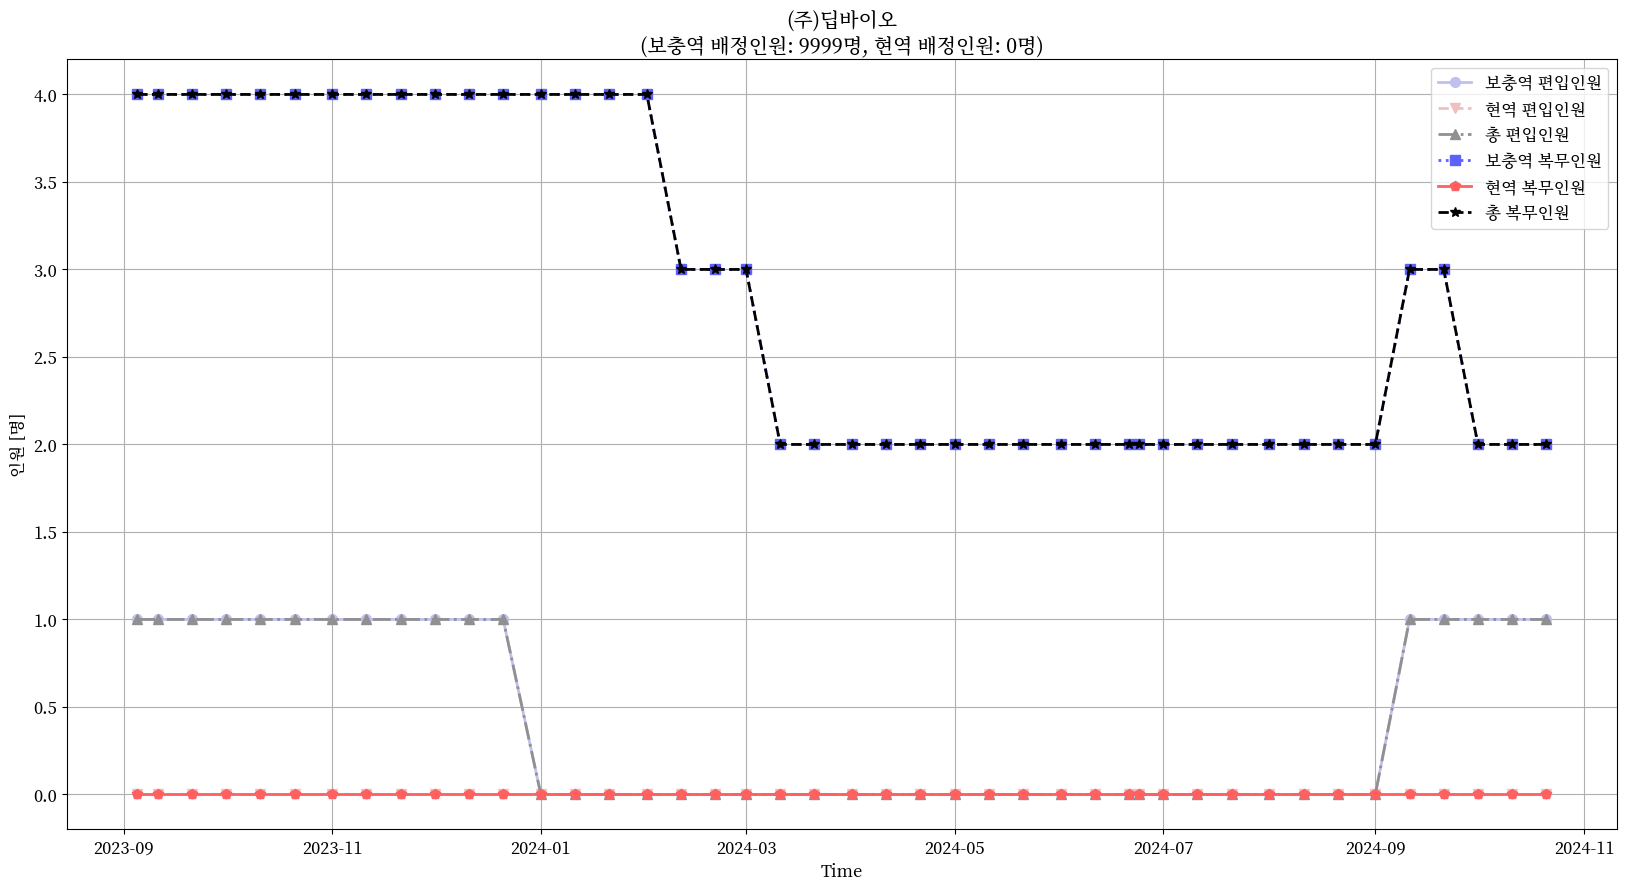 (주)딥바이오
(보충역 배정인원: 9999명, 현역 배정인원: 0명)
보충역 편입인원
현역 편입인원
총 편입인원
보충역 복무인원
현역 복무인원
총 복무인원
4.0
3.5
3.0
2.5
2.0
1.5
1.0
0.5
0.0
인원 [명]
2023-09
2023-11
2024-01
2024-03
2024-05
2024-07
2024-09
2024-11
Time